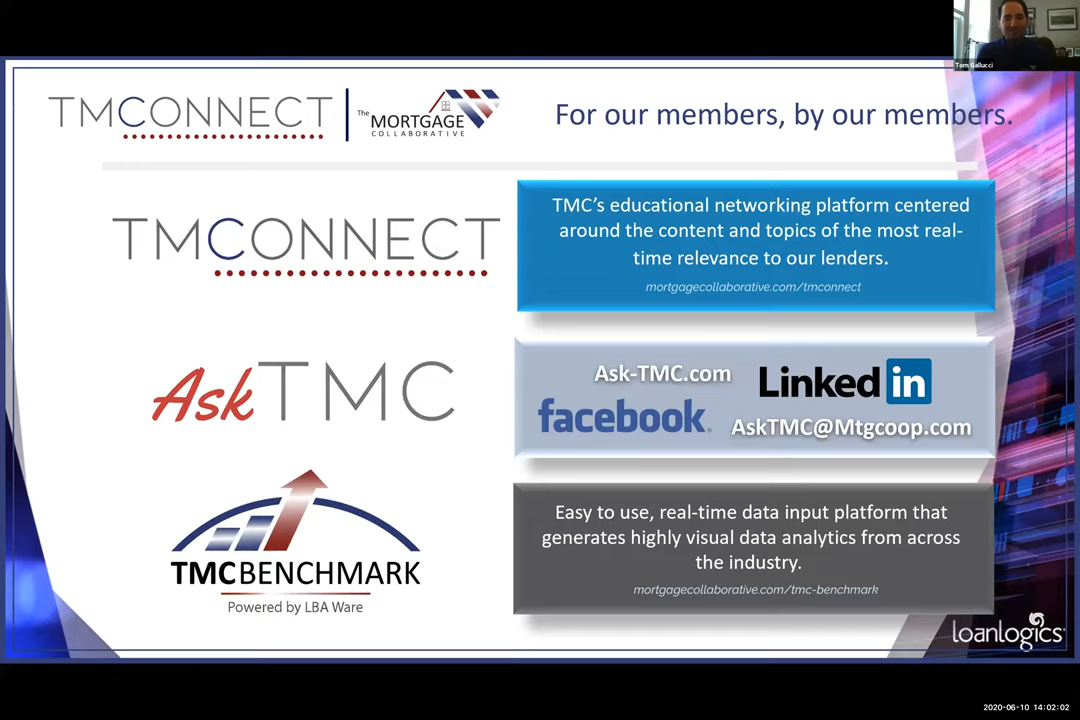 Tom Gallucci
TMCONNECT
The
MORTGAGE
COLLABORATIVE
For our members, by our members.
TMCONNECT
TMC’s educational networking platform centered
around the content and topics of the most real-
time relevance to our lenders.
mortgagecollaborative.com/tmconnect
AskTMC
Ask-TMC.com
LinkedIn
facebook.
AskTMC@Mtgcoop.com
TMCBENCHMARK
Powered by LBA Ware
Easy to use, real-time data input platform that
generates highly visual data analytics from across
the industry.
mortgagecollaborative.com/tmc-benchmark
loanlogics
2020-06-10 14:02:02